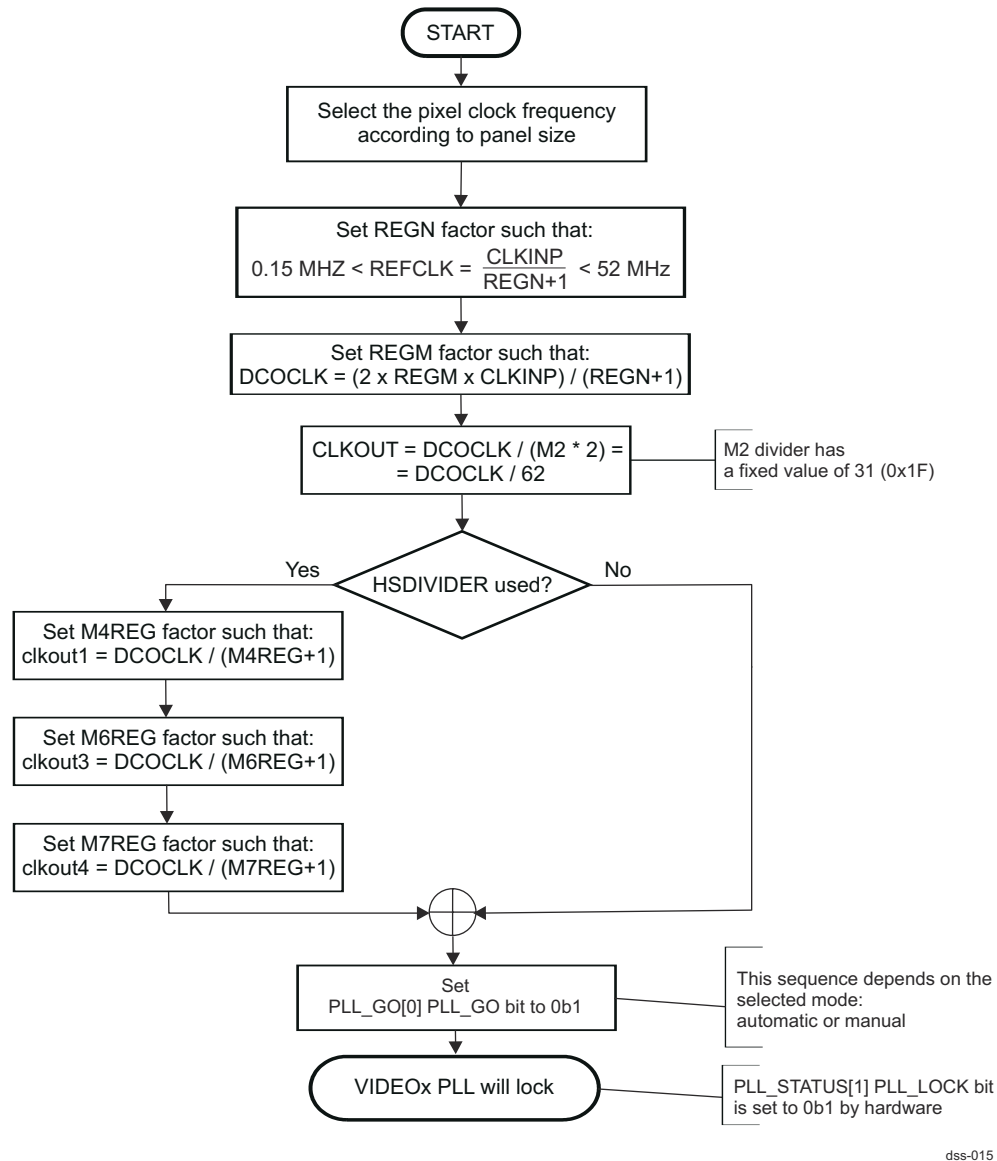 START
Select the pixel clock frequency
according to panel size
Set REGN factor such that:
0.15 MHZ < REFCLK = CLKINP / REGN+1 < 52 MHz
Set REGM factor such that:
DCOCLK = (2 x REGM x CLKINP) / (REGN+1)
CLKOUT = DCOCLK / (M2 * 2) =
= DCOCLK / 62
M2 divider has
a fixed value of 31 (0x1F)
HSDIVIDER used?
Yes
No
Set M4REG factor such that:
clkout1 = DCOCLK / (M4REG+1)
Set M6REG factor such that:
clkout3 = DCOCLK / (M6REG+1)
Set M7REG factor such that:
clkout4 = DCOCLK / (M7REG+1)
Set
PLL_GO[0] PLL_GO bit to 0b1
This sequence depends on the
selected mode:
automatic or manual
VIDEOx PLL will lock
PLL_STATUS[1] PLL_LOCK bit
is set to 0b1 by hardware
dss-015